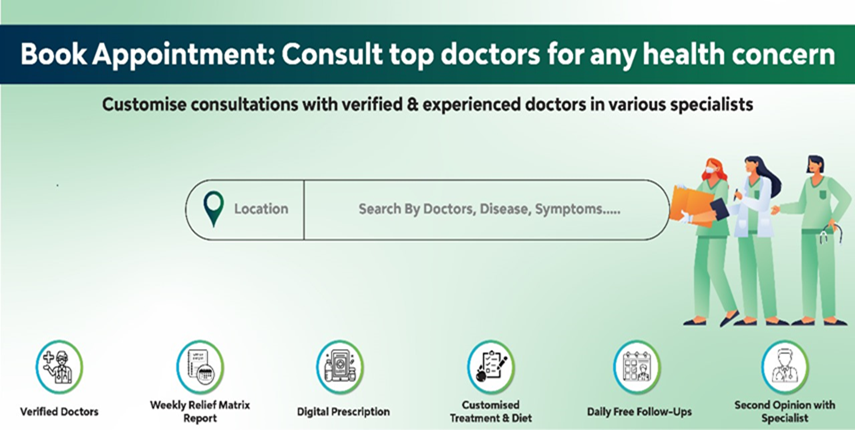 Book Appointment: Consult top doctors for any health concern
Customise consultations with verified & experienced doctors in various specialists
Location
Search By Doctors, Disease, Symptoms.....
Verified Doctors
Weekly Relief Matrix
Report
Digital Prescription
Customised
Treatment & Diet
Daily Free Follow-Ups
Second Opinion with
Specialist